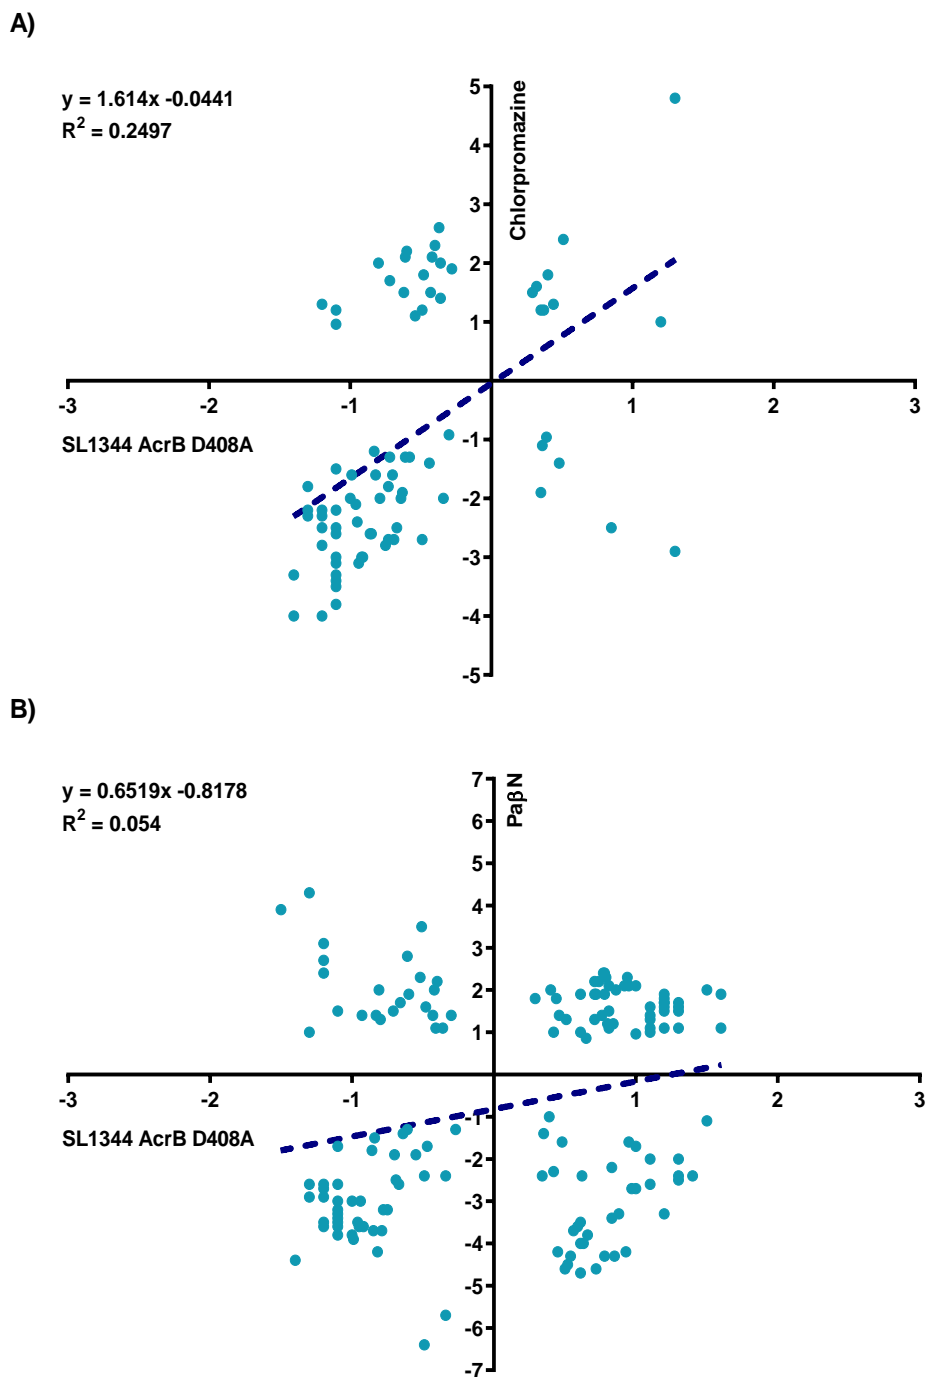 A)
y = 1.614x -0.0441
R² = 0.2497
Chlorpromazine
5
4
3
2
1
-3 -2 -1 1 2 3
SL1344 AcrB D408A
-1
-2
-3
-4
-5
B)
y = 0.6519x -0.8178
R² = 0.054
Paβ N
7
6
5
4
3
2
1
-3 -2 -1 1 2 3
SL1344 AcrB D408A
-1
-2
-3
-4
-5
-6
-7